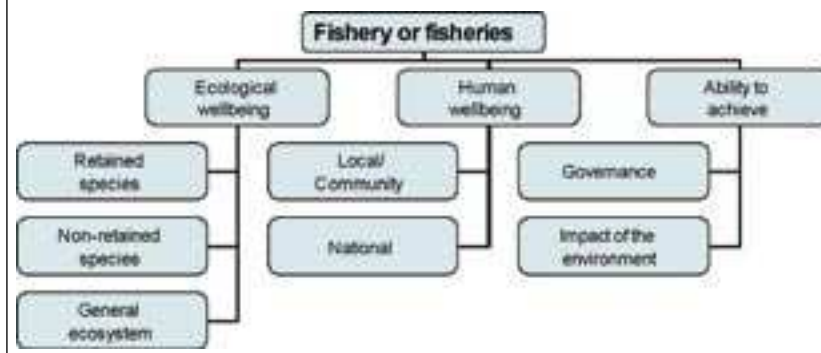 Fishery or fisheries
Ecological
wellbeing
Human
wellbeing
Ability to
achieve
Retained
species
Local/
Community
Governance
Non-retained
species
National
Impact of the
environment
General
ecosystem